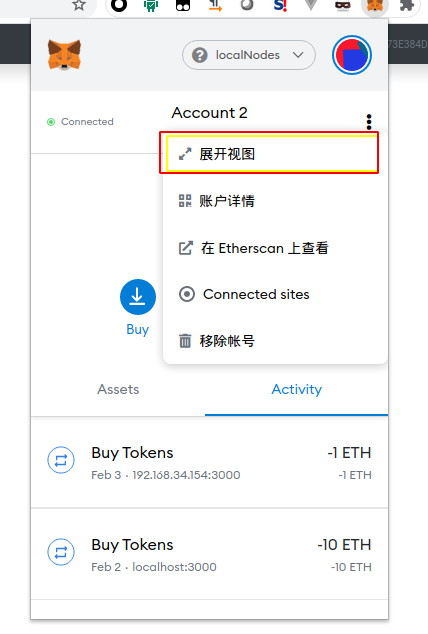 73E384D
localNodes
Connected
Account 2
展开视图
账户详情
在 Etherscan 上查看
Connected sites
移除帐号
Buy
Assets
Activity
Buy Tokens
-1 ETH
Feb 3 · 192.168.34.154:3000
-1 ETH
Buy Tokens
-10 ETH
Feb 2 · localhost:3000
-10 ETH